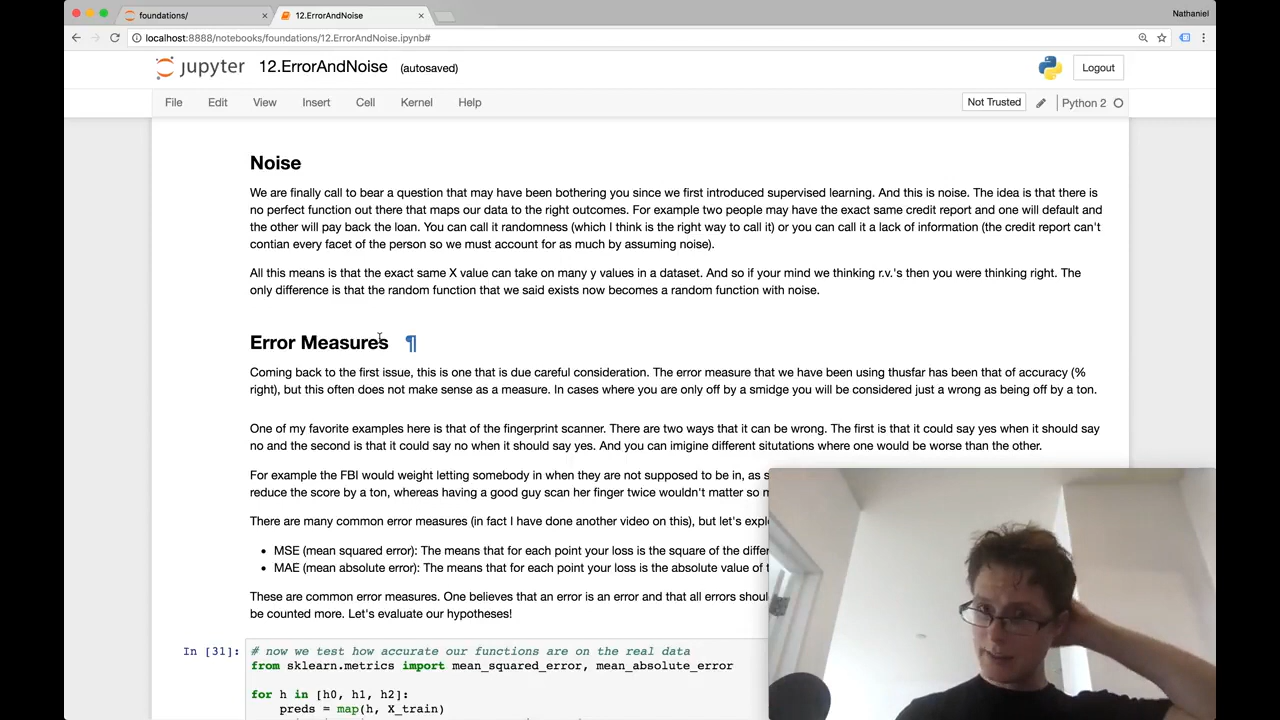 foundations/
12.ErrorAndNoise
Nathaniel
localhost:8888/notebooks/foundations/12.ErrorAndNoise.ipynb#
jupyter 12.ErrorAndNoise (autosaved)
Logout
File Edit View Insert Cell Kernel Help
Not Trusted
Python 2
Noise
We are finally call to bear a question that may have been bothering you since we first introduced supervised learning. And this is noise. The idea is that there is
no perfect function out there that maps our data to the right outcomes. For example two people may have the exact same credit report and one will default and
the other will pay back the loan. You can call it randomness (which I think is the right way to call it) or you can call it a lack of information (the credit report can't
contian every facet of the person so we must account for as much by assuming noise).
All this means is that the exact same X value can take on many y values in a dataset. And so if your mind we thinking r.v.'s then you were thinking right. The
only difference is that the random function that we said exists now becomes a random function with noise.
Error Measures ¶
Coming back to the first issue, this is one that is due careful consideration. The error measure that we have been using thusfar has been that of accuracy (%
right), but this often does not make sense as a measure. In cases where you are only off by a smidge you will be considered just a wrong as being off by a ton.
One of my favorite examples here is that of the fingerprint scanner. There are two ways that it can be wrong. The first is that it could say yes when it should say
no and the second is that it could say no when it should say yes. And you can imigine different situtations where one would be worse than the other.
For example the FBI would weight letting somebody in when they are not supposed to be in, as s
reduce the score by a ton, whereas having a good guy scan her finger twice wouldn't matter so m
There are many common error measures (in fact I have done another video on this), but let's expl
• MSE (mean squared error): The means that for each point your loss is the square of the differ
• MAE (mean absolute error): The means that for each point your loss is the absolute value of t
These are common error measures. One believes that an error is an error and that all errors shoul
be counted more. Let's evaluate our hypotheses!
In [31]: # now we test how accurate our functions are on the real data
from sklearn.metrics import mean_squared_error, mean_absolute_error
for h in [h0, h1, h2]:
preds = map(h, X_train)